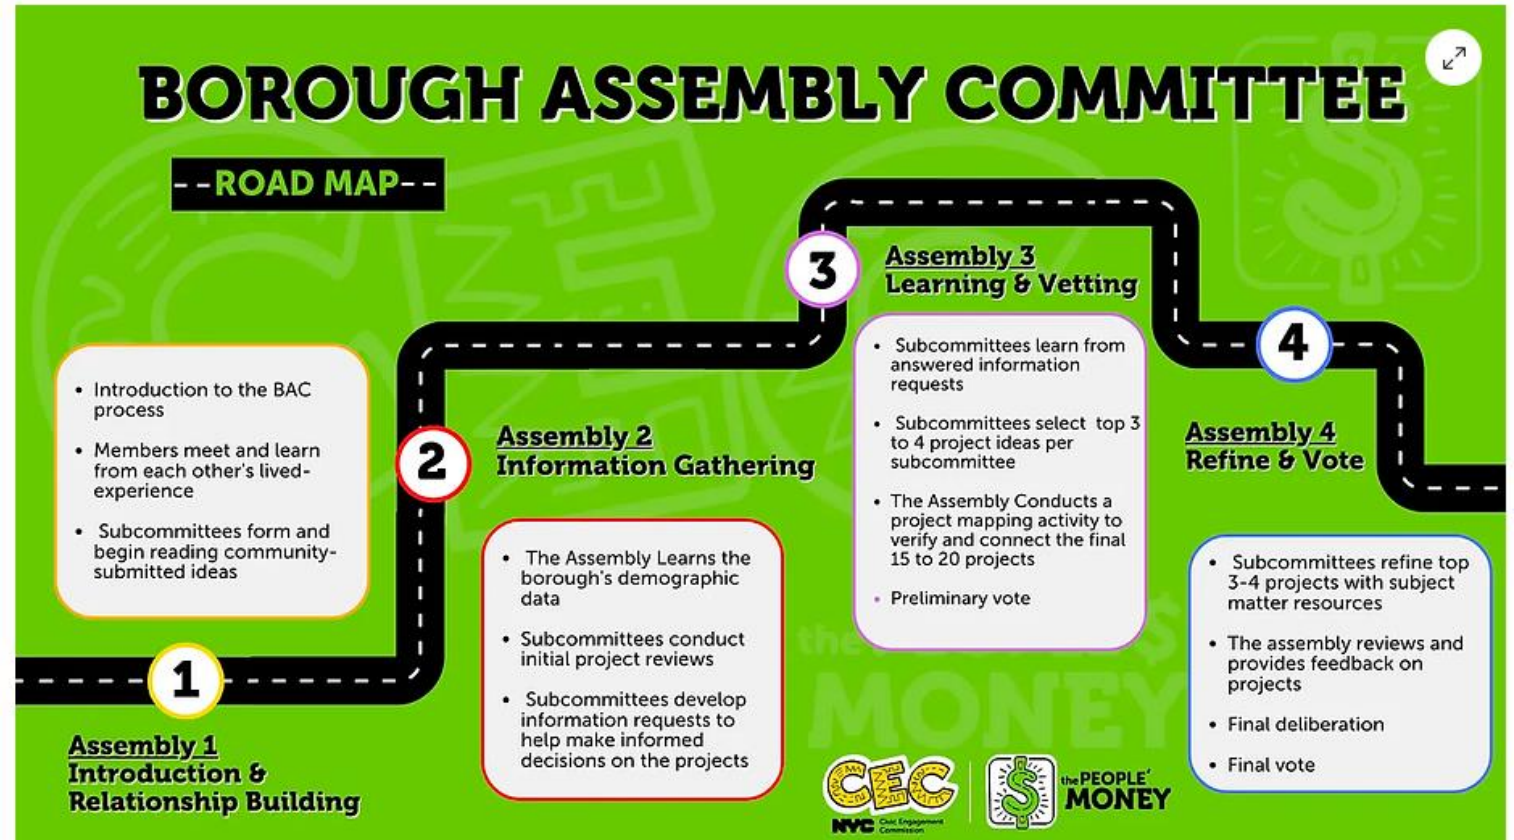 BOROUGH ASSEMBLY COMMITTEE
--ROAD MAP--
• Introduction to the BAC
process
• Members meet and learn
from each other's lived-
experience
• Subcommittees form and
begin reading community-
submitted ideas
1
Assembly 1
Introduction &
Relationship Building
2
Assembly 2
Information Gathering
• The Assembly Learns the
borough's demographic
data
• Subcommittees conduct
initial project reviews
• Subcommittees develop
information requests to
help make informed
decisions on the projects
3
Assembly 3
Learning & Vetting
• Subcommittees learn from
answered information
requests
• Subcommittees select top 3
to 4 project ideas per
subcommittee
• The Assembly Conducts a
project mapping activity to
verify and connect the final
15 to 20 projects
• Preliminary vote
4
Assembly 4
Refine & Vote
• Subcommittees refine top
3-4 projects with subject
matter resources
• The assembly reviews and
provides feedback on
projects
• Final deliberation
• Final vote
CEC
NYC Civic Engagement
Commission
$
the PEOPLE'
MONEY
CEC
$
the PEOPLE'$
MONEY